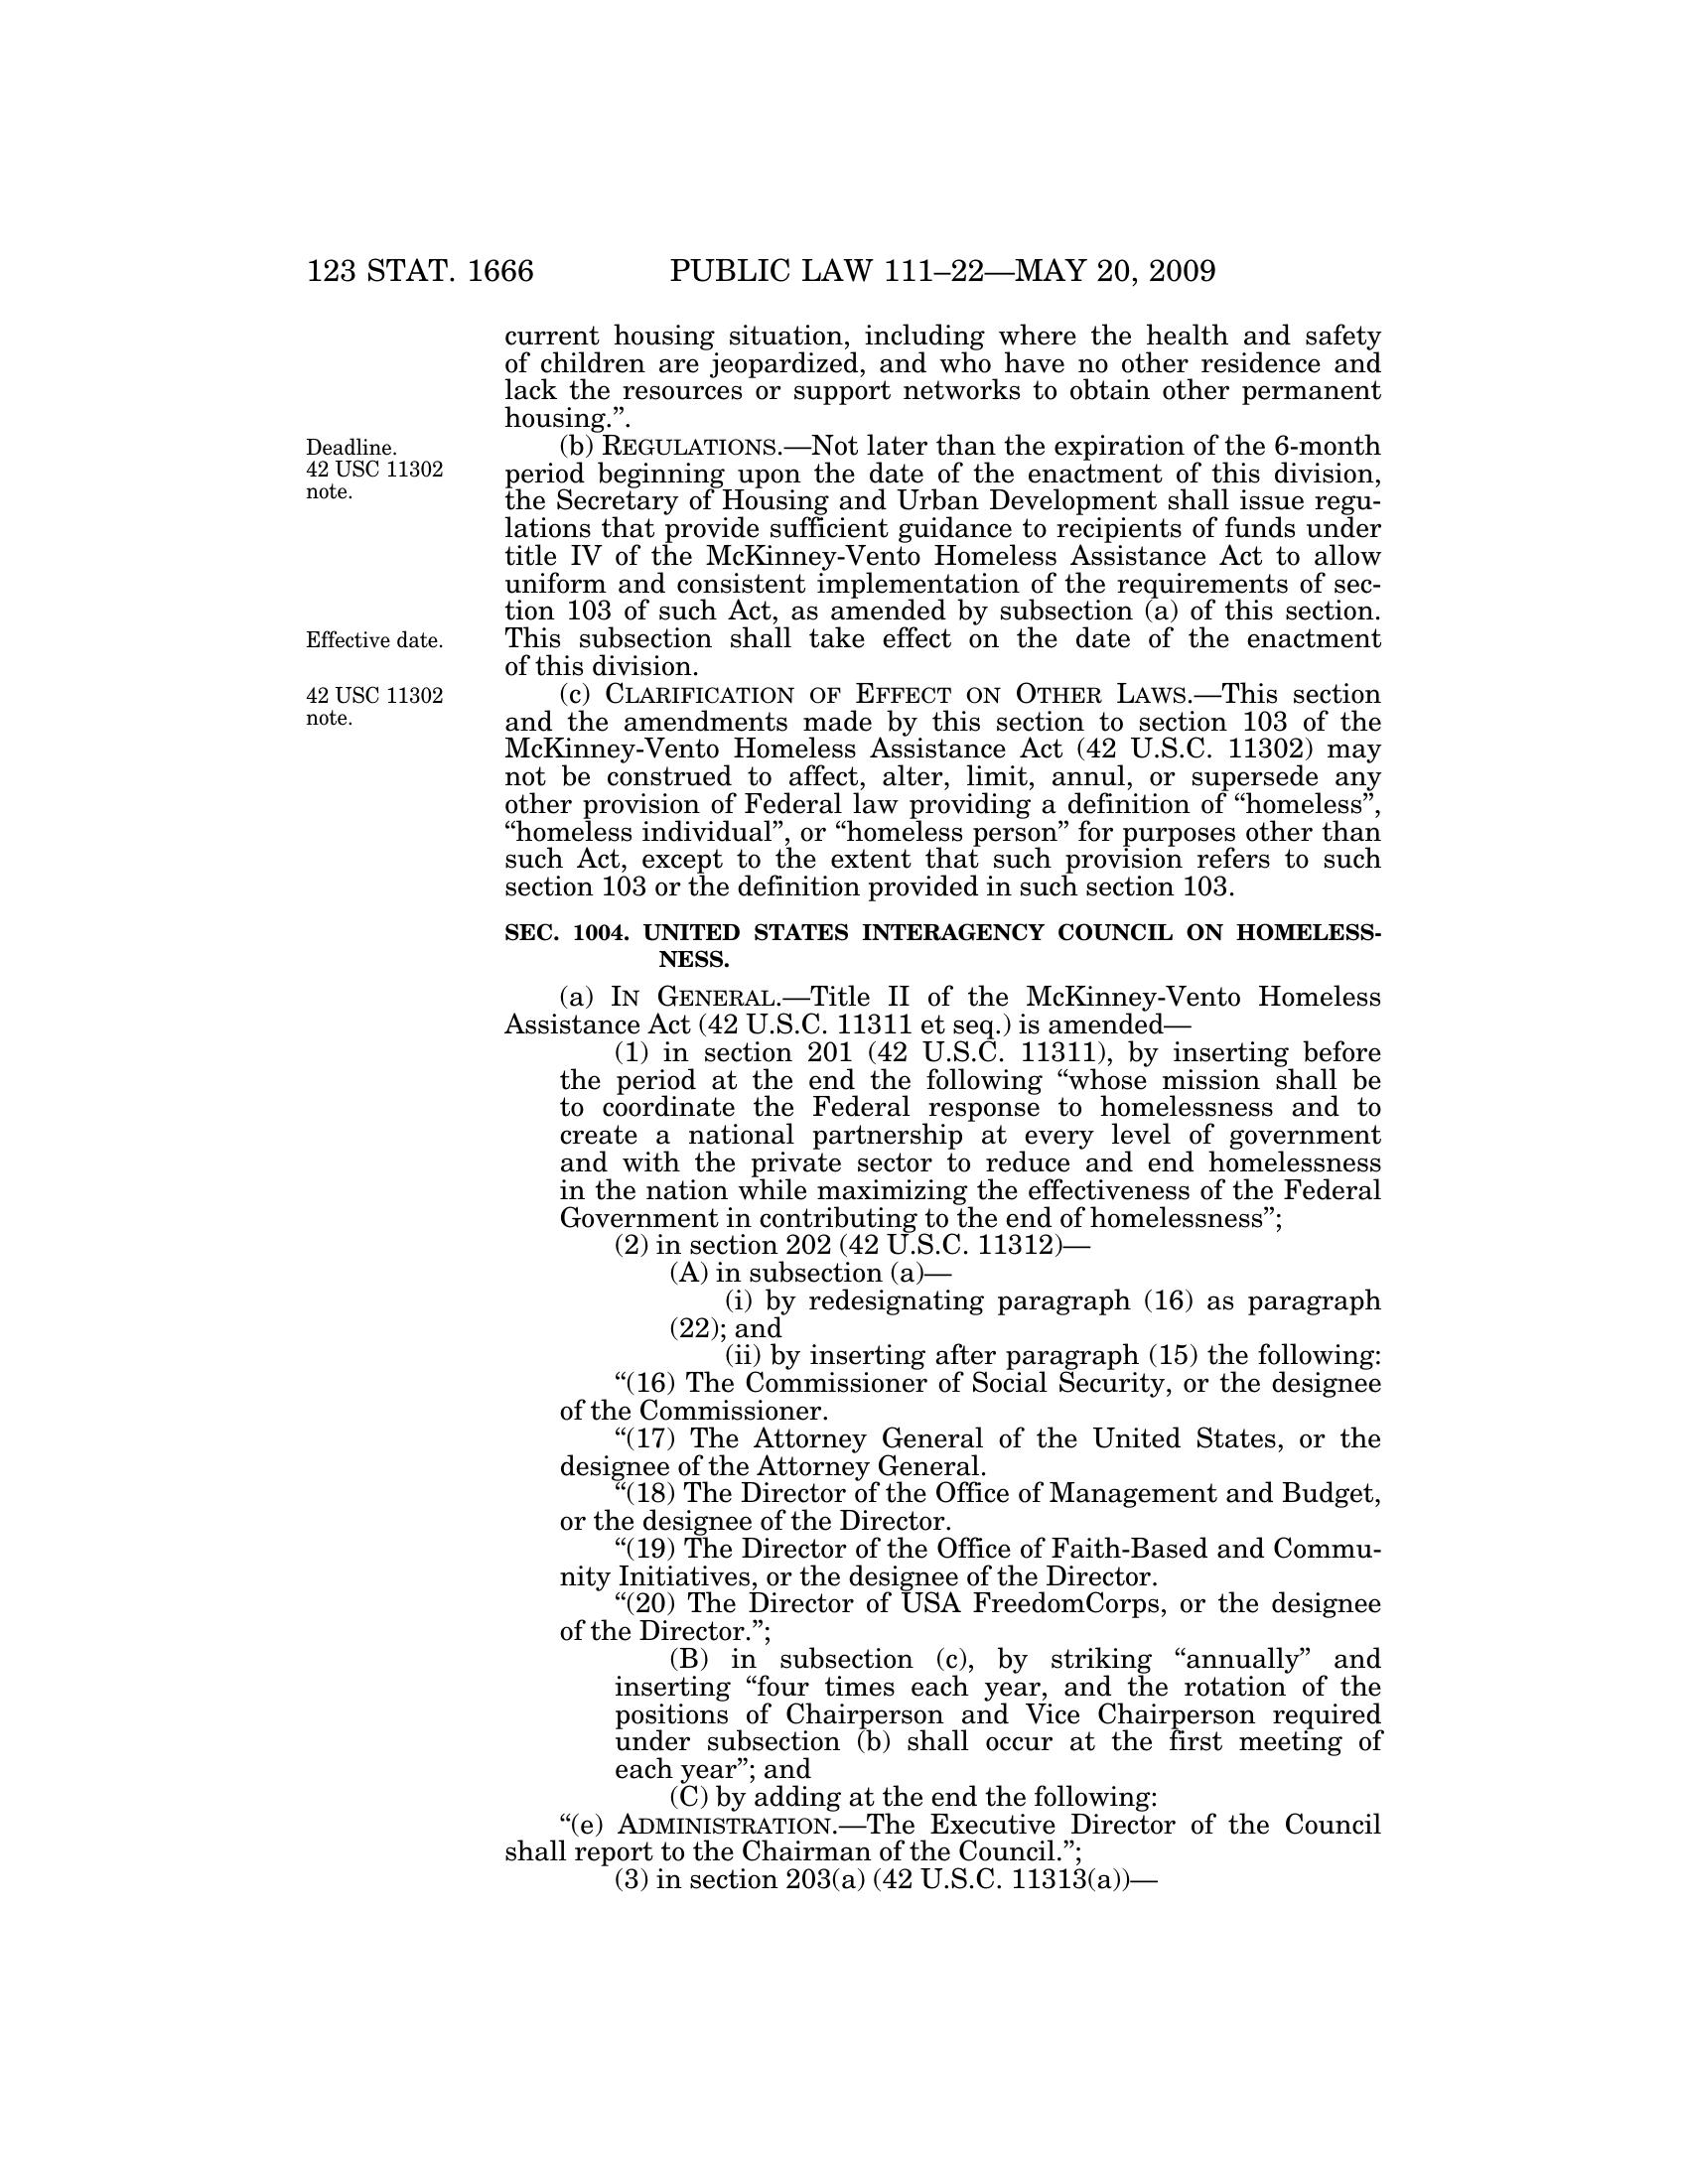 123 STAT. 1666 PUBLIC LAW 111–22—MAY 20, 2009
current housing situation, including where the health and safety
of children are jeopardized, and who have no other residence and
lack the resources or support networks to obtain other permanent
housing.”.
Deadline.
42 USC 11302
note.
(b) REGULATIONS.—Not later than the expiration of the 6-month
period beginning upon the date of the enactment of this division,
the Secretary of Housing and Urban Development shall issue regu-
lations that provide sufficient guidance to recipients of funds under
title IV of the McKinney-Vento Homeless Assistance Act to allow
uniform and consistent implementation of the requirements of sec-
tion 103 of such Act, as amended by subsection (a) of this section.
Effective date.
This subsection shall take effect on the date of the enactment
of this division.
42 USC 11302
note.
(c) CLARIFICATION OF EFFECT ON OTHER LAWS.—This section
and the amendments made by this section to section 103 of the
McKinney-Vento Homeless Assistance Act (42 U.S.C. 11302) may
not be construed to affect, alter, limit, annul, or supersede any
other provision of Federal law providing a definition of “homeless”,
“homeless individual”, or “homeless person” for purposes other than
such Act, except to the extent that such provision refers to such
section 103 or the definition provided in such section 103.
SEC. 1004. UNITED STATES INTERAGENCY COUNCIL ON HOMELESS-
NESS.
(a) IN GENERAL.—Title II of the McKinney-Vento Homeless
Assistance Act (42 U.S.C. 11311 et seq.) is amended—
(1) in section 201 (42 U.S.C. 11311), by inserting before
the period at the end the following “whose mission shall be
to coordinate the Federal response to homelessness and to
create a national partnership at every level of government
and with the private sector to reduce and end homelessness
in the nation while maximizing the effectiveness of the Federal
Government in contributing to the end of homelessness”;
(2) in section 202 (42 U.S.C. 11312)—
(A) in subsection (a)—
(i) by redesignating paragraph (16) as paragraph
(22); and
(ii) by inserting after paragraph (15) the following:
“(16) The Commissioner of Social Security, or the designee
of the Commissioner.
“(17) The Attorney General of the United States, or the
designee of the Attorney General.
“(18) The Director of the Office of Management and Budget,
or the designee of the Director.
“(19) The Director of the Office of Faith-Based and Commu-
nity Initiatives, or the designee of the Director.
“(20) The Director of USA FreedomCorps, or the designee
of the Director.”;
(B) in subsection (c), by striking “annually” and
inserting “four times each year, and the rotation of the
positions of Chairperson and Vice Chairperson required
under subsection (b) shall occur at the first meeting of
each year”; and
(C) by adding at the end the following:
“(e) ADMINISTRATION.—The Executive Director of the Council
shall report to the Chairman of the Council.”;
(3) in section 203(a) (42 U.S.C. 11313(a))—